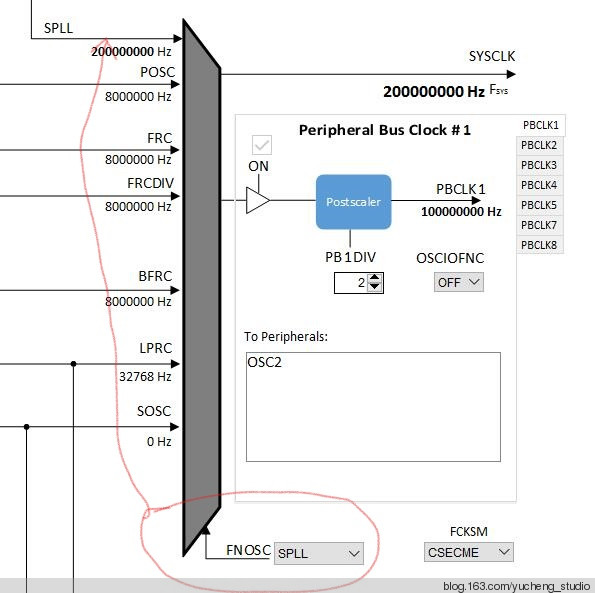 SPLL
200000000 Hz
POSC
8000000 Hz
FRC
8000000 Hz
FRCDIV
8000000 Hz
BFRC
8000000 Hz
LPRC
32768 Hz
SOSC
0 Hz
FNOSC SPLL
SYSCLK
200000000 Hz FSYS
Peripheral Bus Clock # 1
ON
Postscaler
PBCLK1
100000000 Hz
PB1DIV
2
OSCIOFNC
OFF
To Peripherals:
OSC2
PBCLK1
PBCLK2
PBCLK3
PBCLK4
PBCLK5
PBCLK7
PBCLK8
FCKSM
CSECME
blog.163.com/yucheng_studio